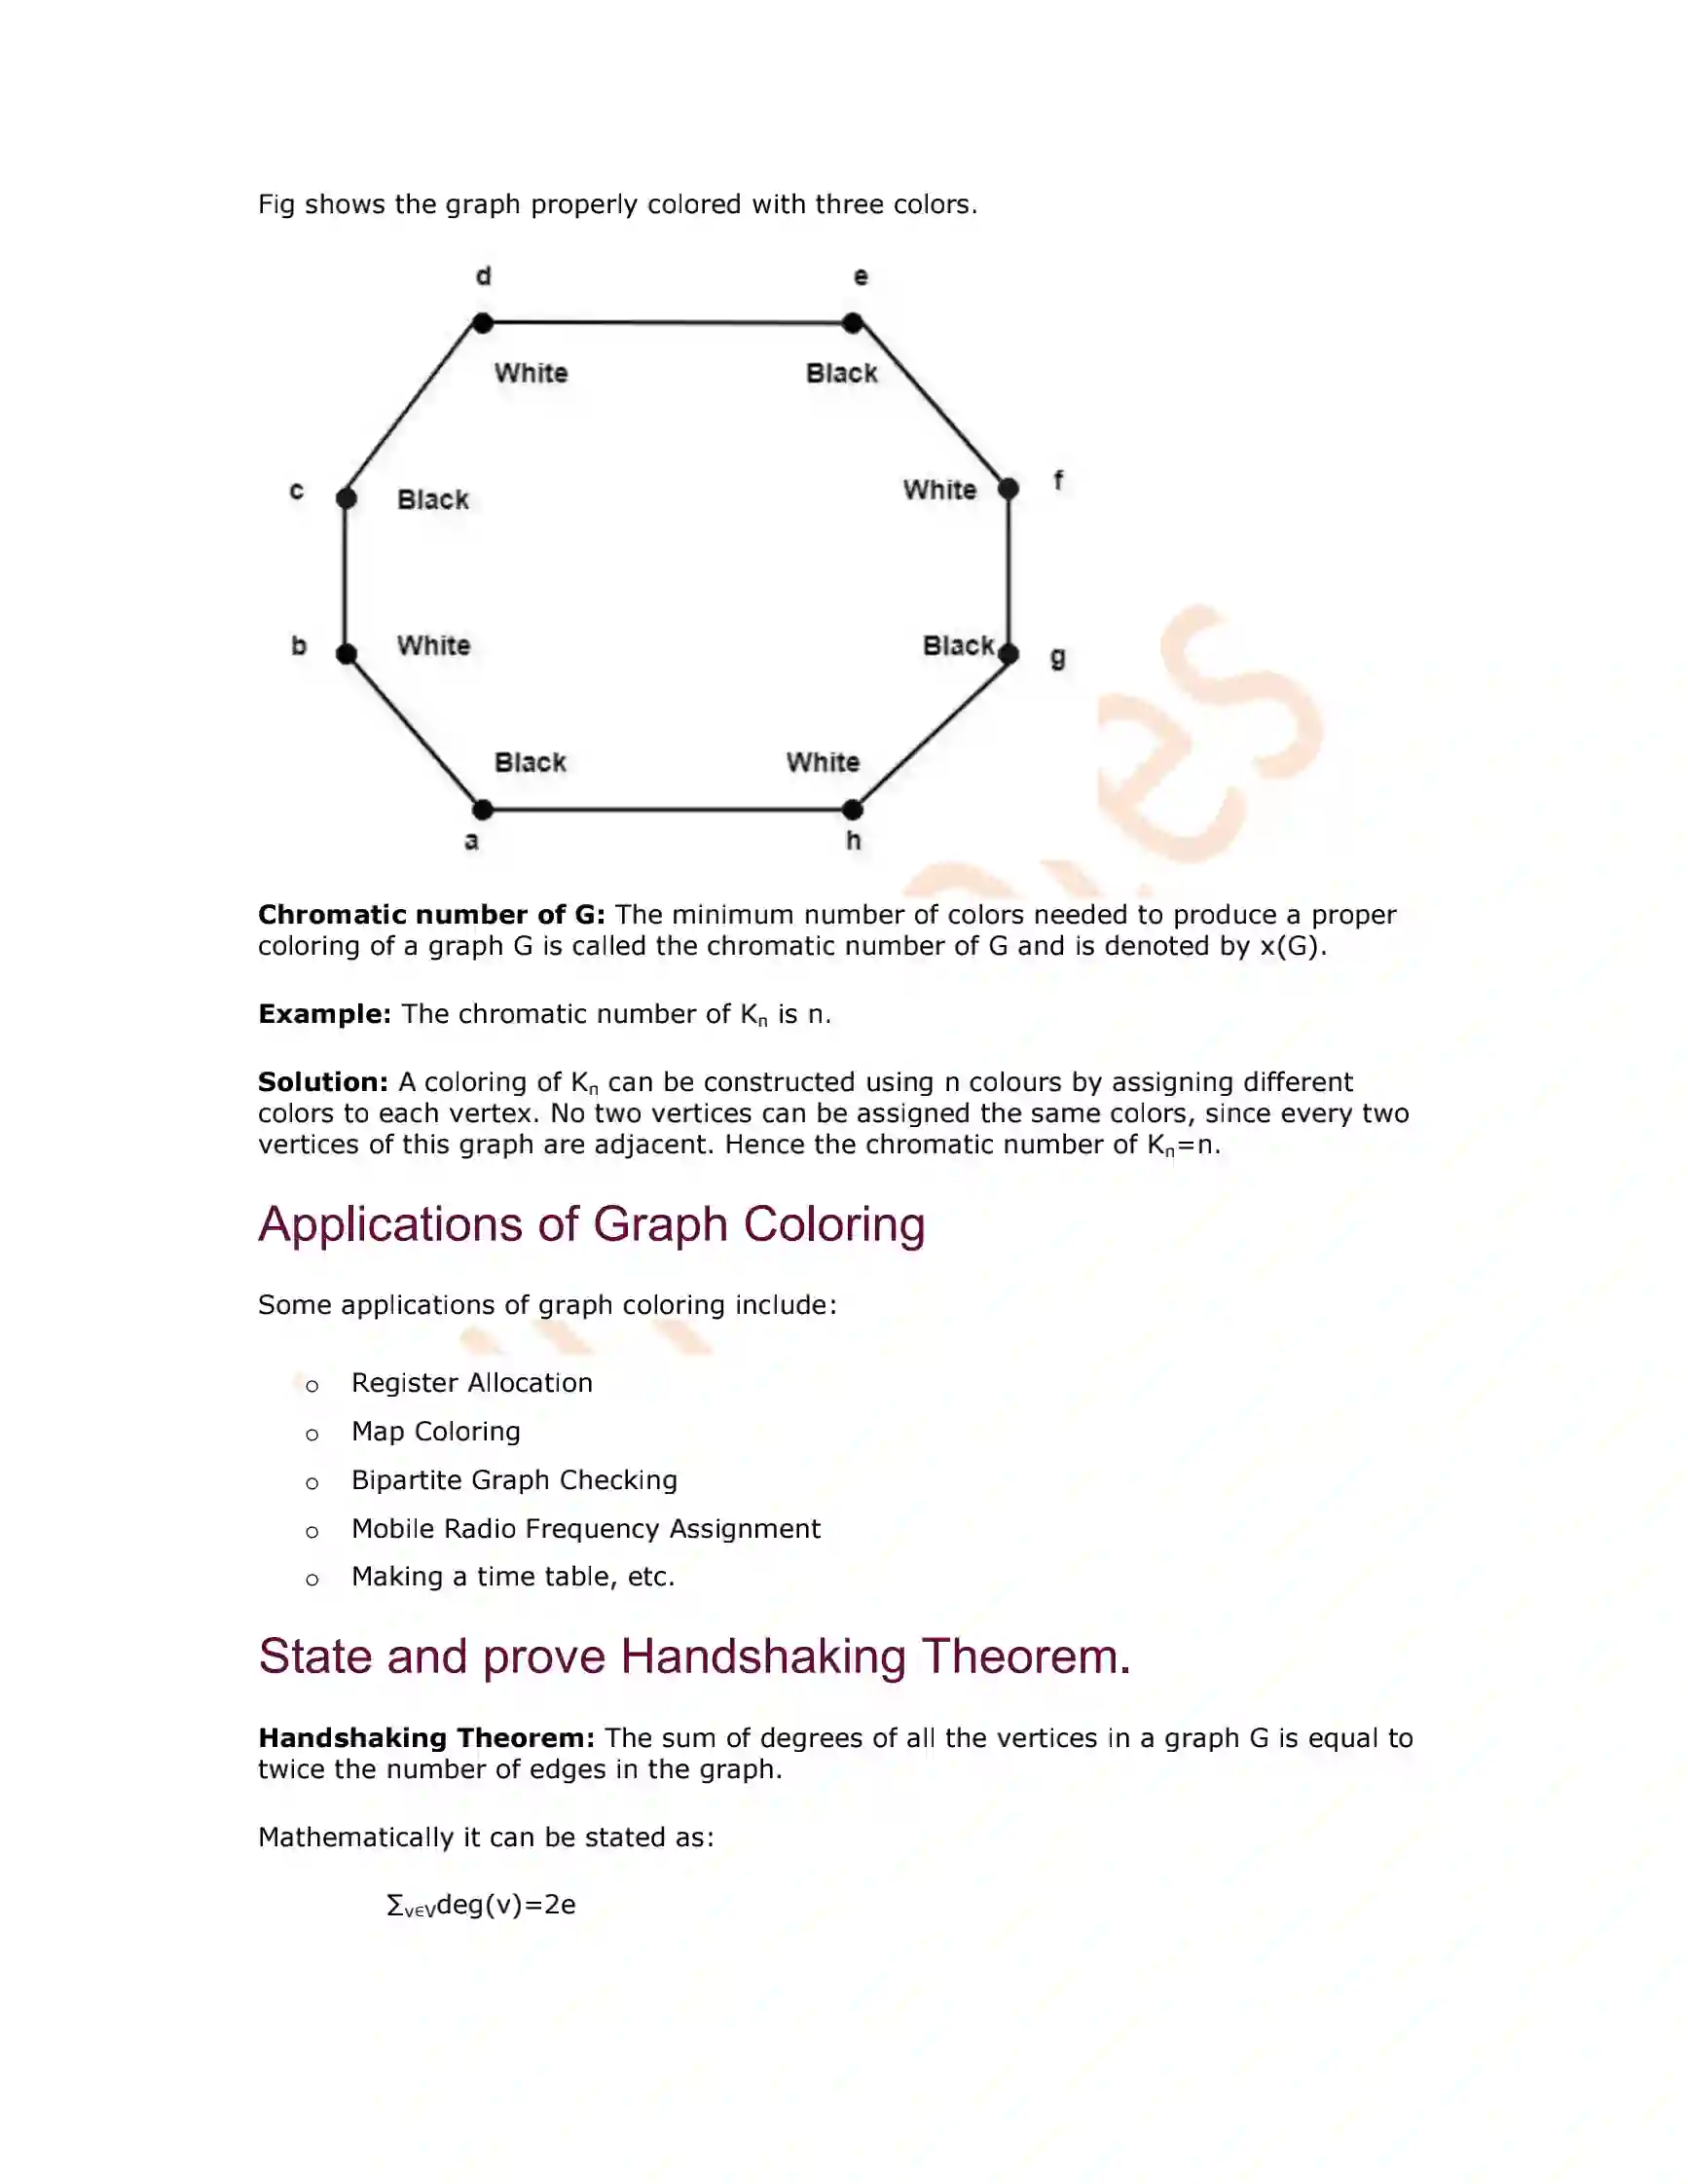 Fig shows the graph properly colored with three colors.
d e
White Black
c Black White f
b White Black g
Black White
a h
Chromatic number of G: The minimum number of colors needed to produce a proper
coloring of a graph G is called the chromatic number of G and is denoted by x(G).
Example: The chromatic number of Kn is n.
Solution: A coloring of Kn can be constructed using n colours by assigning different
colors to each vertex. No two vertices can be assigned the same colors, since every two
vertices of this graph are adjacent. Hence the chromatic number of Kn=n.
Applications of Graph Coloring
Some applications of graph coloring include:
o Register Allocation
o Map Coloring
o Bipartite Graph Checking
o Mobile Radio Frequency Assignment
o Making a time table, etc.
State and prove Handshaking Theorem.
Handshaking Theorem: The sum of degrees of all the vertices in a graph G is equal to
twice the number of edges in the graph.
Mathematically it can be stated as:
∑v∈Vdeg(v)=2e